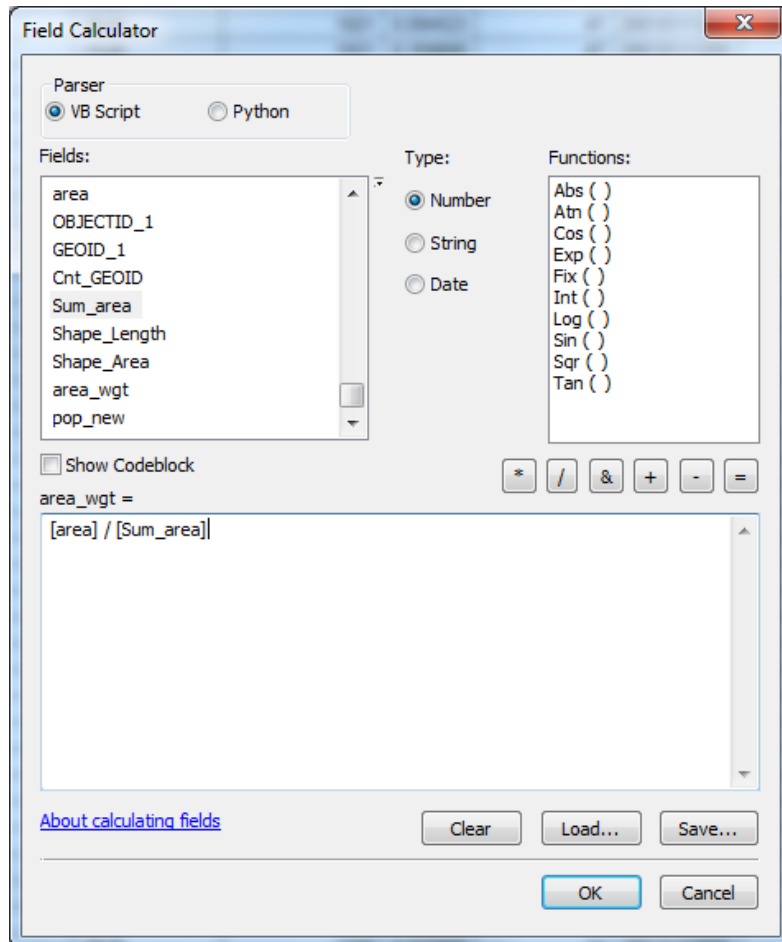 Field Calculator
Parser
VB Script Python
Fields:
Type:
Functions:
area
OBJECTID_1
GEOID_1
Cnt_GEOID
Sum_area
Shape_Length
Shape_Area
area_wgt
pop_new
Number
String
Date
Abs ( )
Atn ( )
Cos ( )
Exp ( )
Fix ( )
Int ( )
Log ( )
Sin ( )
Sqr ( )
Tan ( )
Show Codeblock
* / & + - =
area_wgt =
[area] / [Sum_area]
About calculating fields
Clear Load... Save...
OK Cancel